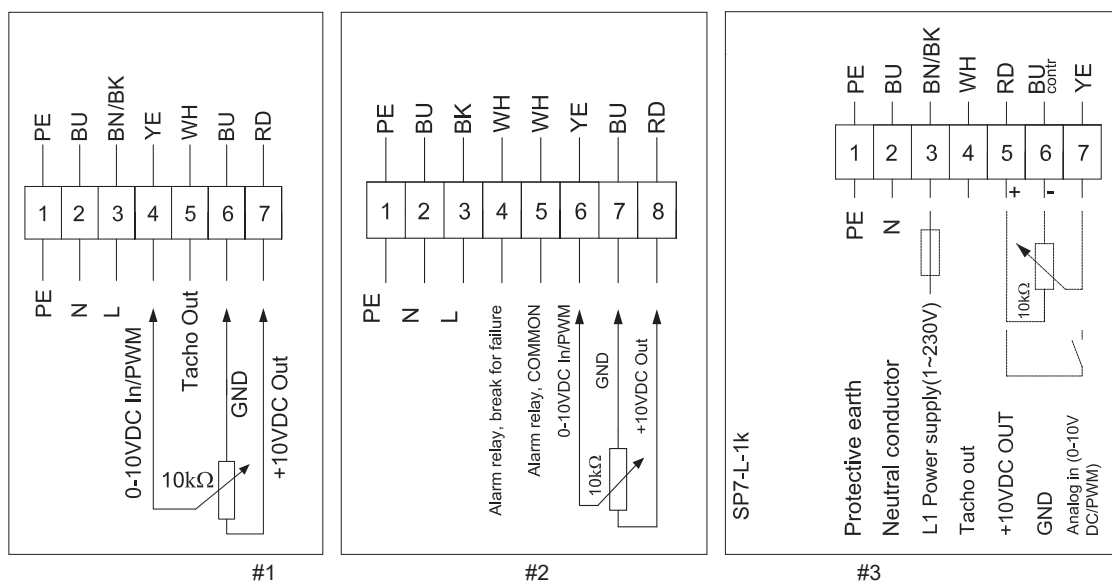 PE
BU
BN/BK
YE
WH
BU
RD
1 2 3 4 5 6 7
PE
N
L
0-10VDC In/PWM
Tacho Out
GND
+10VDC Out
10kΩ
#1
PE
BU
BK
WH
WH
YE
BU
RD
1 2 3 4 5 6 7 8
PE
N
L
Alarm relay, break for failure
Alarm relay, COMMON
0-10VDC In/PWM
GND
+10VDC Out
10kΩ
#2
PE
BU
BN/BK
WH
RD
BU
contr
YE
1 2 3 4 5 6 7
PE
N
+ -
10kΩ
SP7-L-1k
Protective earth
Neutral conductor
L1 Power supply(1~230V)
Tacho out
+10VDC OUT
GND
Analog in (0-10V
DC/PWM)
#3